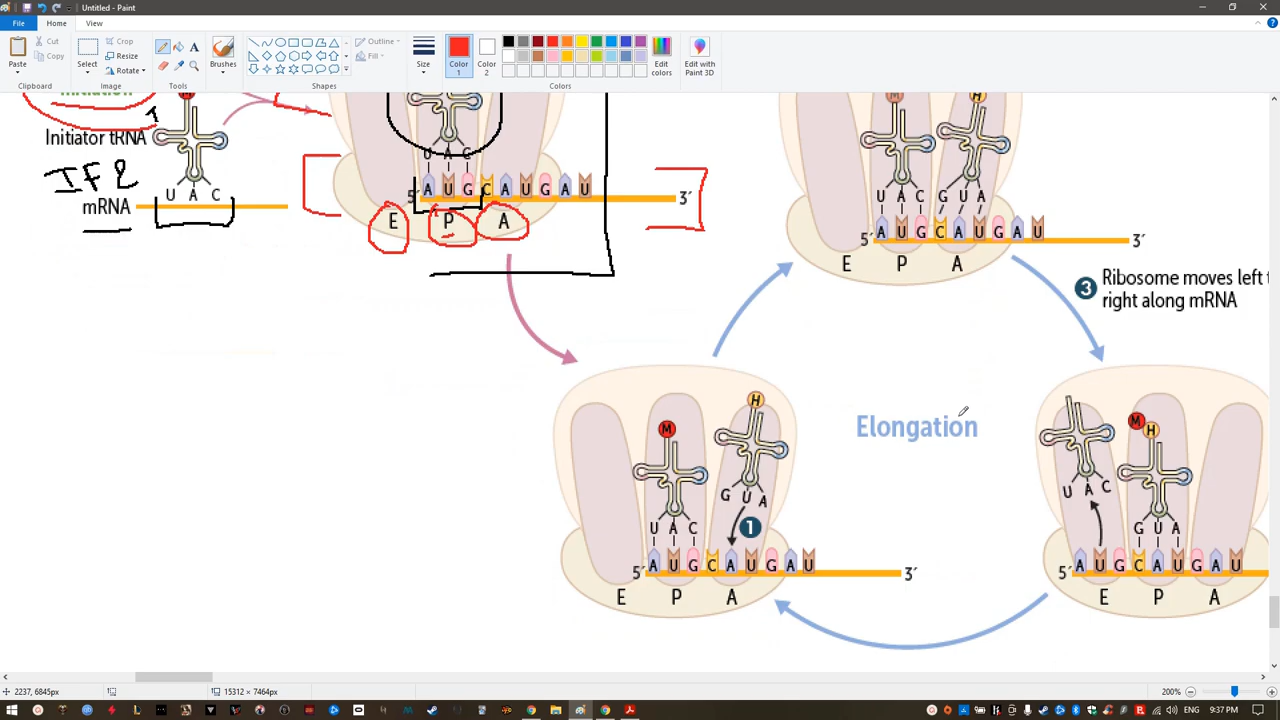 Untitled - Paint
File Home View
Paste
Cut
Copy
Clipboard
Select
Crop
Resize
Rotate
Image
A
Tools
Brushes
Outline
Fill
Shapes
Size
Color 1
Color 2
Edit colors
Colors
Edit with Paint 3D
Initiation
M
Initiator tRNA
IF2
U A C
mRNA
U A C
5′ A U G C A U G A U 3′
E P A
M H
U A C G U A
5′ A U G C A U G A U 3′
E P A
3 Ribosome moves left
right along mRNA
Elongation
M H
G U A
1
U A C
5′ A U G C A U G A U 3′
E P A
M H
U A C
G U A
5′ A U G C A U G A U
E P A
2237, 6845px
15312 × 7464px
200%
9:37 PM